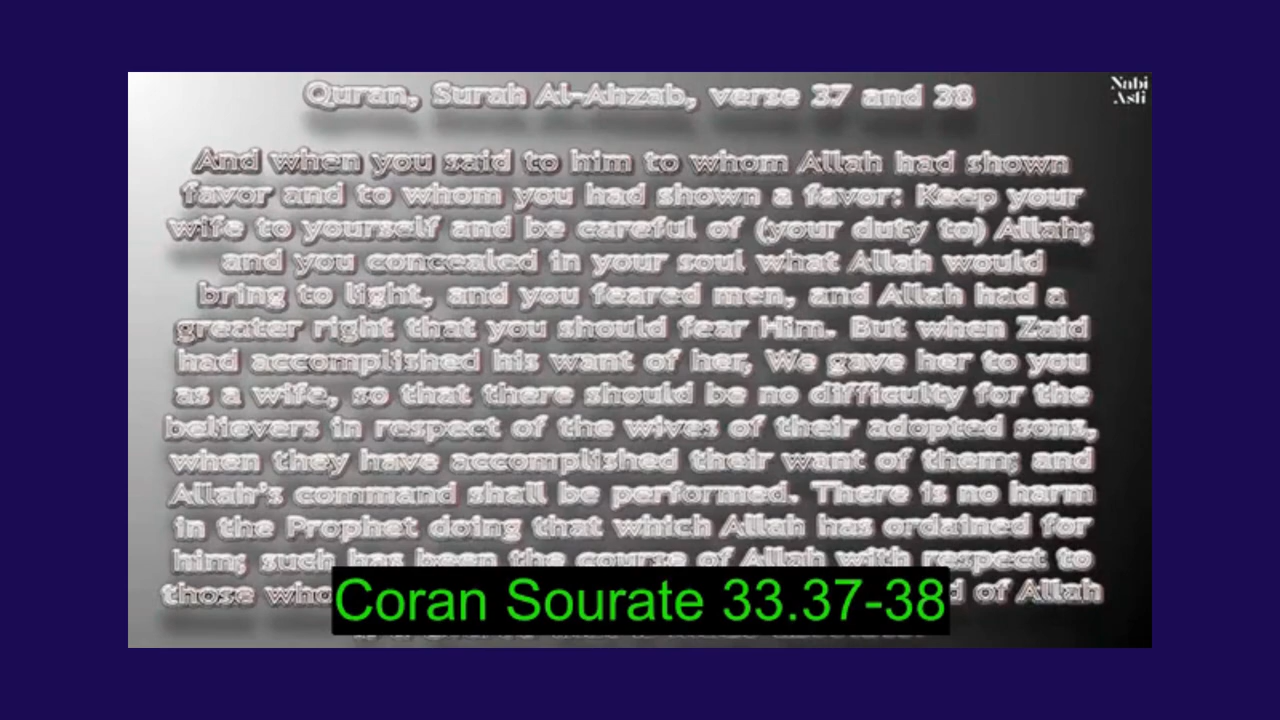 Quran, Surah Al-Ahzab, verse 37 and 38
Nabi
Asli
And when you said to him to whom Allah had shown
favor and to whom you had shown a favor: Keep your
wife to yourself and be careful of (your duty to) Allah;
and you concealed in your soul what Allah would
bring to light, and you feared men, and Allah had a
greater right that you should fear Him. But when Zaid
had accomplished his want of her, We gave her to you
as a wife, so that there should be no difficulty for the
believers in respect of the wives of their adopted sons,
when they have accomplished their want of them; and
Allah's command shall be performed. There is no harm
in the Prophet doing that which Allah has ordained for
him; such has been the course of Allah with respect to
those who of Allah
Coran Sourate 33.37-38